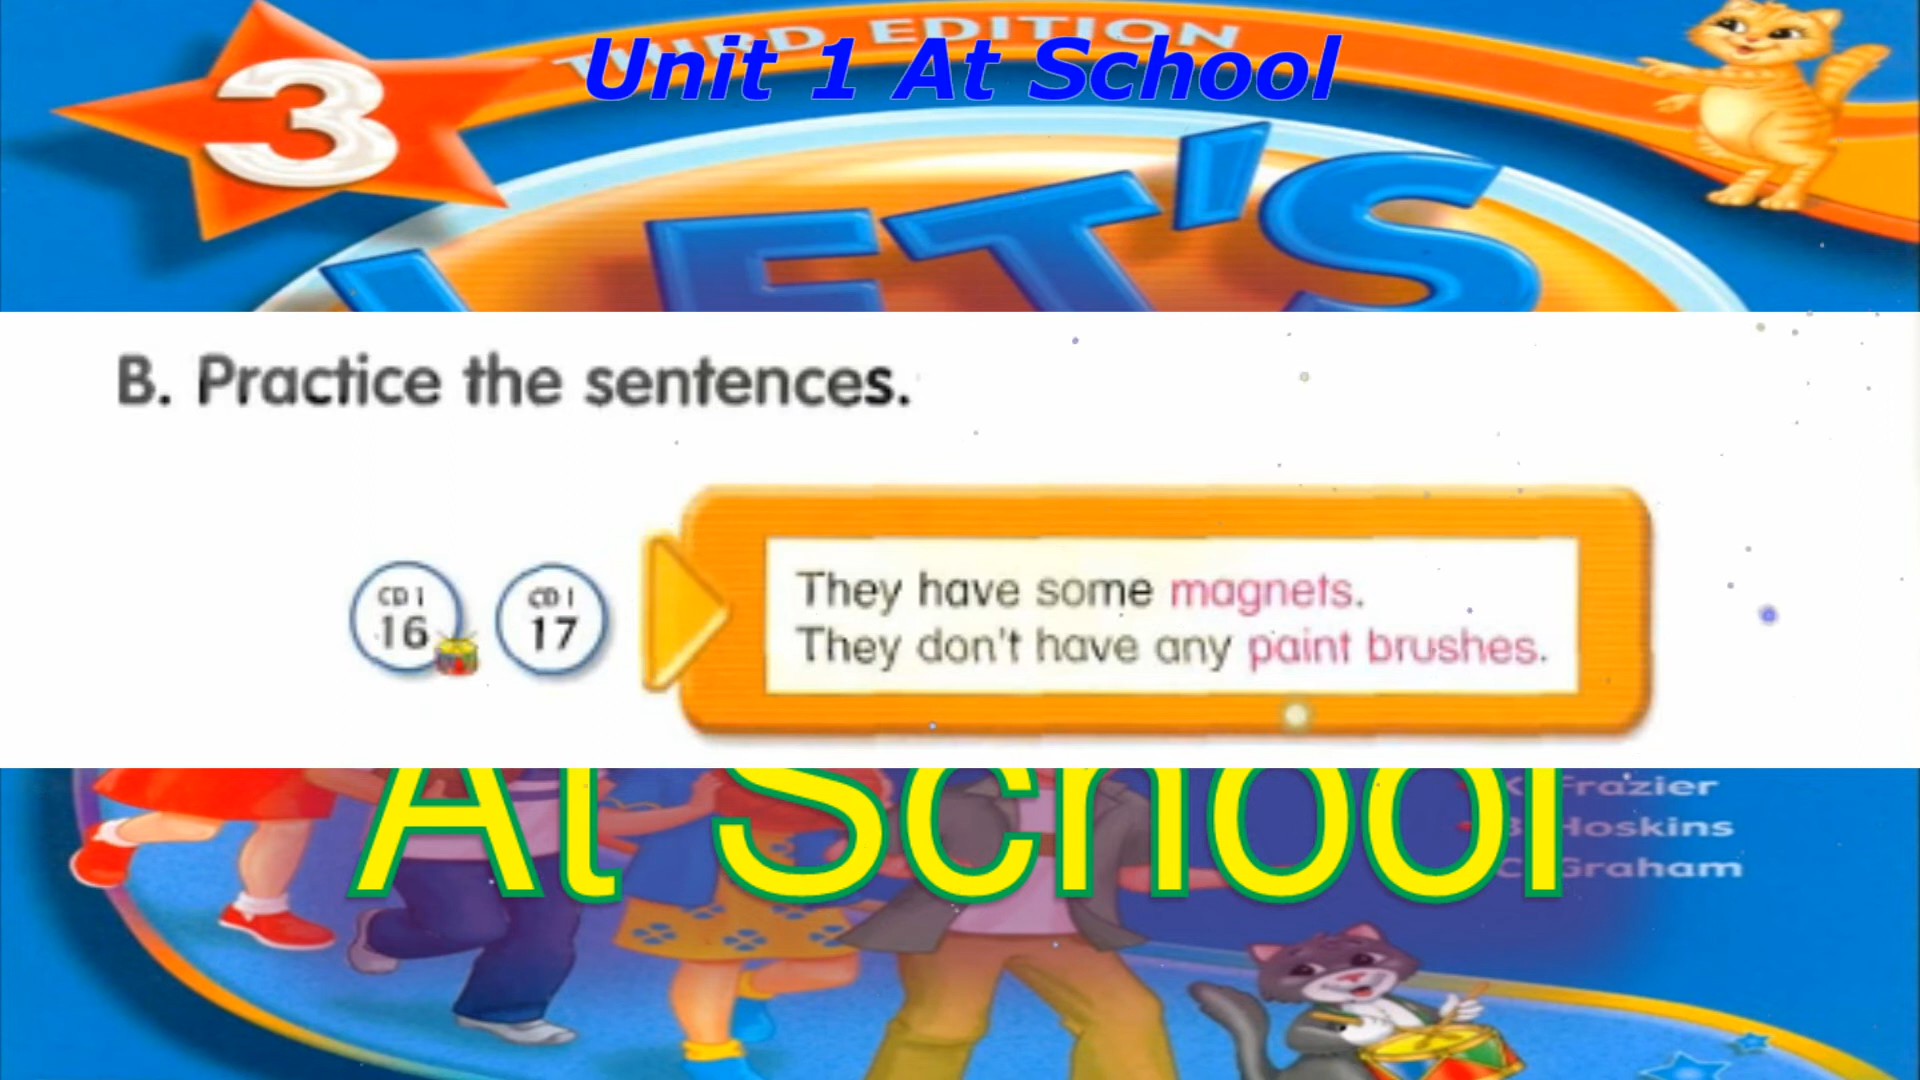 3
THIRD EDITION
Unit 1 At School
LET'S
B. Practice the sentences.
CD 1
16
CD 1
17
They have some magnets.
They don't have any paint brushes.
At School
Frazier
Hoskins
Graham